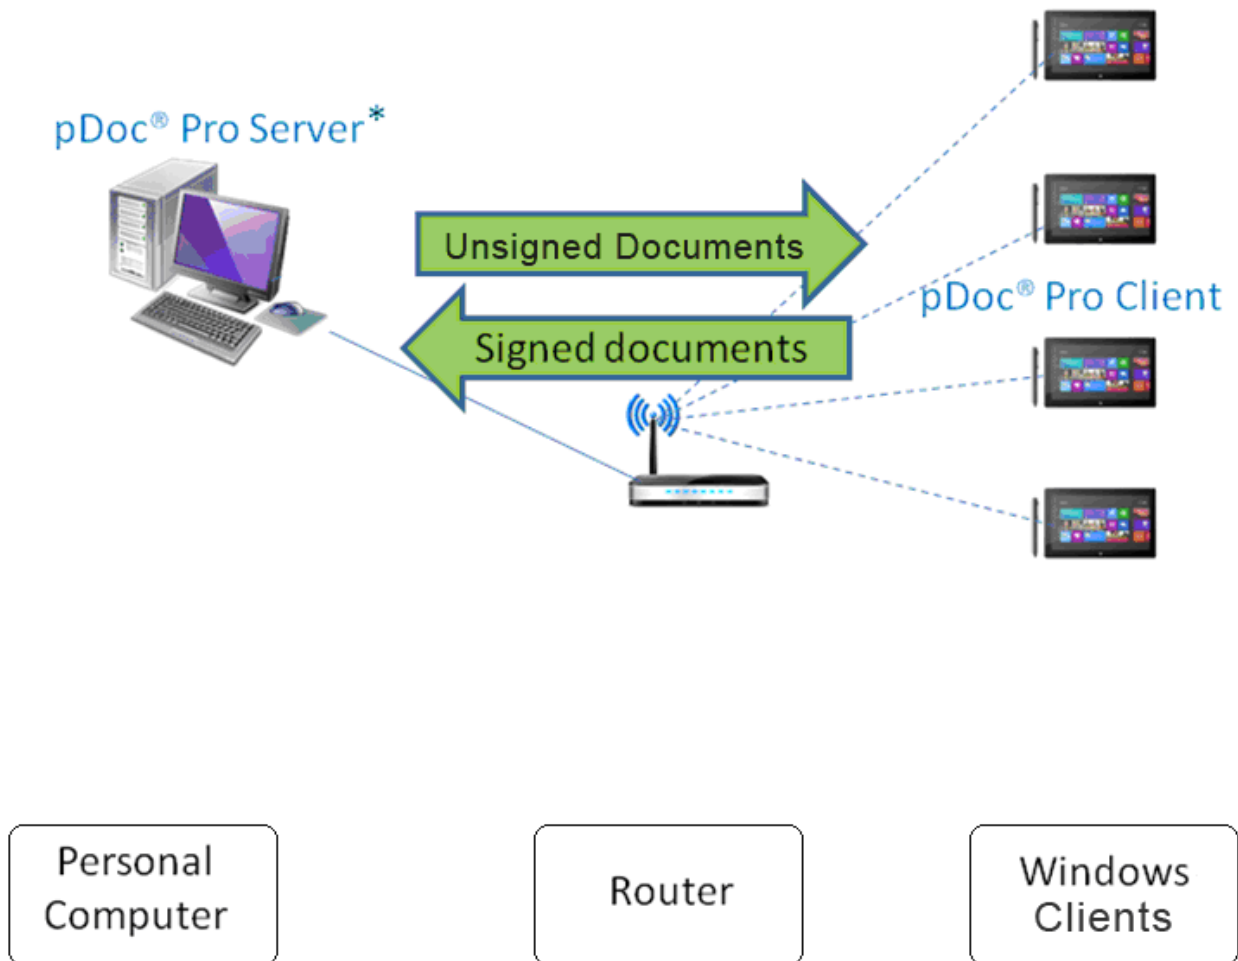 pDoc® Pro Server*
Unsigned Documents
pDoc® Pro Client
Signed documents
Personal
Computer
Router
Windows
Clients